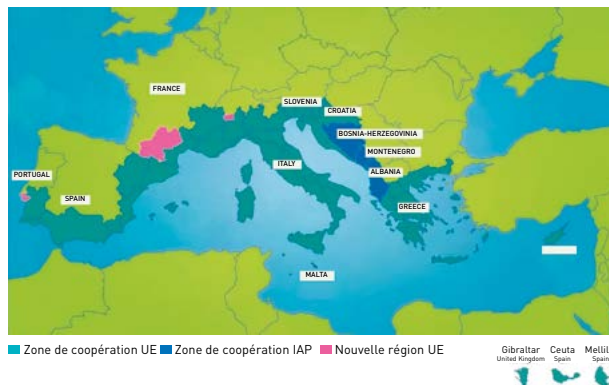 FRANCE
SLOVENIA
CROATIA
BOSNIA-HERZEGOVINIA
MONTENEGRO
ITALY
ALBANIA
PORTUGAL
SPAIN
GREECE
MALTA
Zone de coopération UE Zone de coopération IAP Nouvelle région UE
Gibraltar Ceuta Melill
United Kingdom Spain Spain